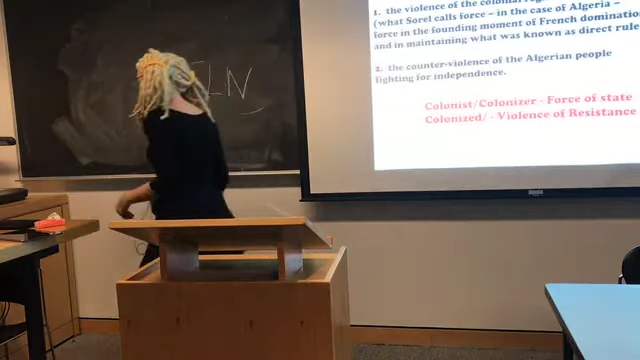 FLN
1. the violence of the colonial
(what Sorel calls force – in the case of Algeria –
force in the founding moment of French domination
and in maintaining what was known as direct rule
2. the counter-violence of the Algerian people
fighting for independence.
Colonist/Colonizer - Force of state
Colonized/ - Violence of Resistance